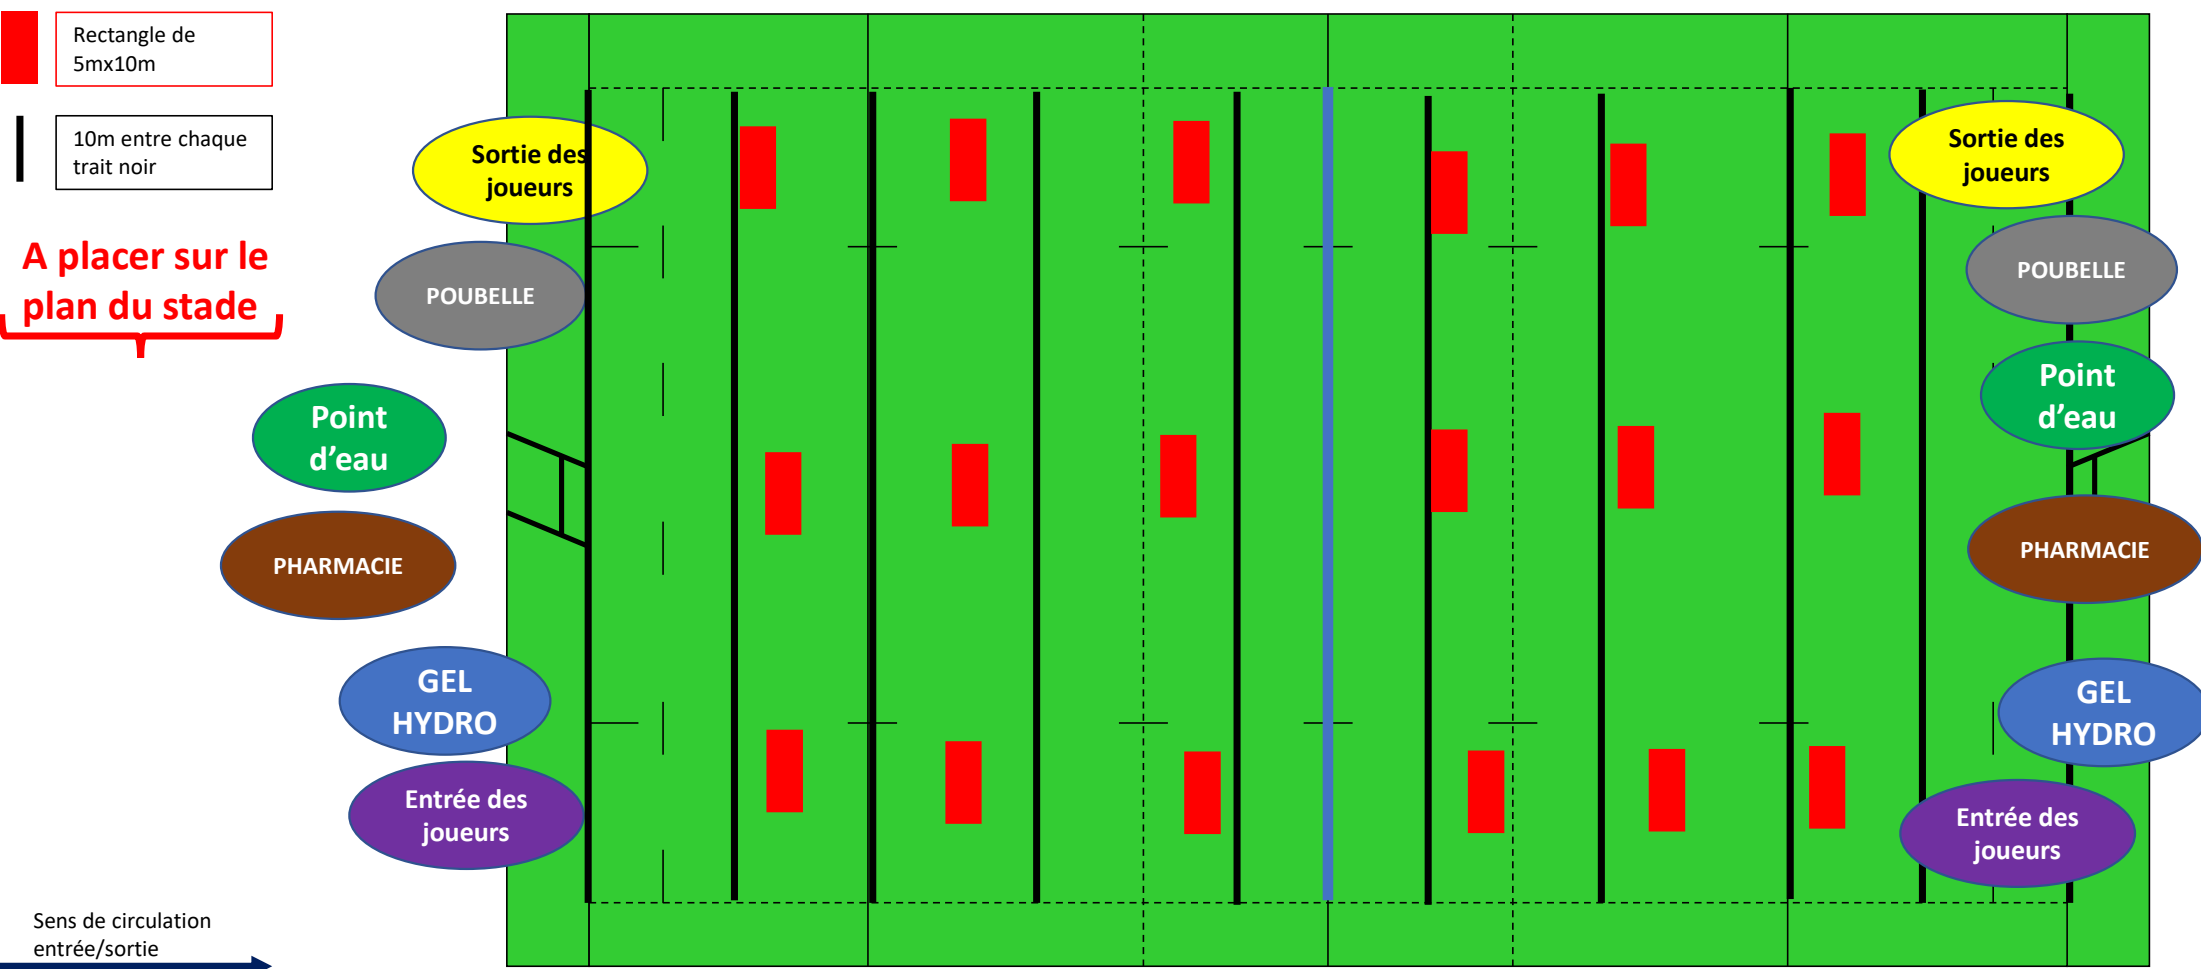 Rectangle de
5mx10m
10m entre chaque
trait noir
A placer sur le
plan du stade
Sortie des
joueurs
POUBELLE
Point
d’eau
PHARMACIE
GEL
HYDRO
Entrée des
joueurs
Sens de circulation
entrée/sortie
Sortie des
joueurs
POUBELLE
Point
d’eau
PHARMACIE
GEL
HYDRO
Entrée des
joueurs